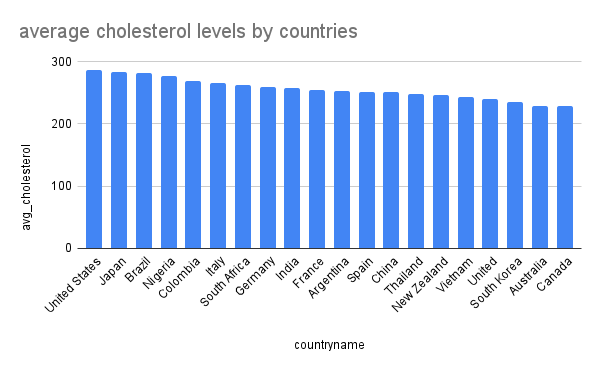 average cholesterol levels by countries
300
200
100
0
avg_cholesterol
United States
Japan
Brazil
Nigeria
Colombia
Italy
South Africa
Germany
India
France
Argentina
Spain
China
Thailand
New Zealand
Vietnam
United
South Korea
Australia
Canada
countryname